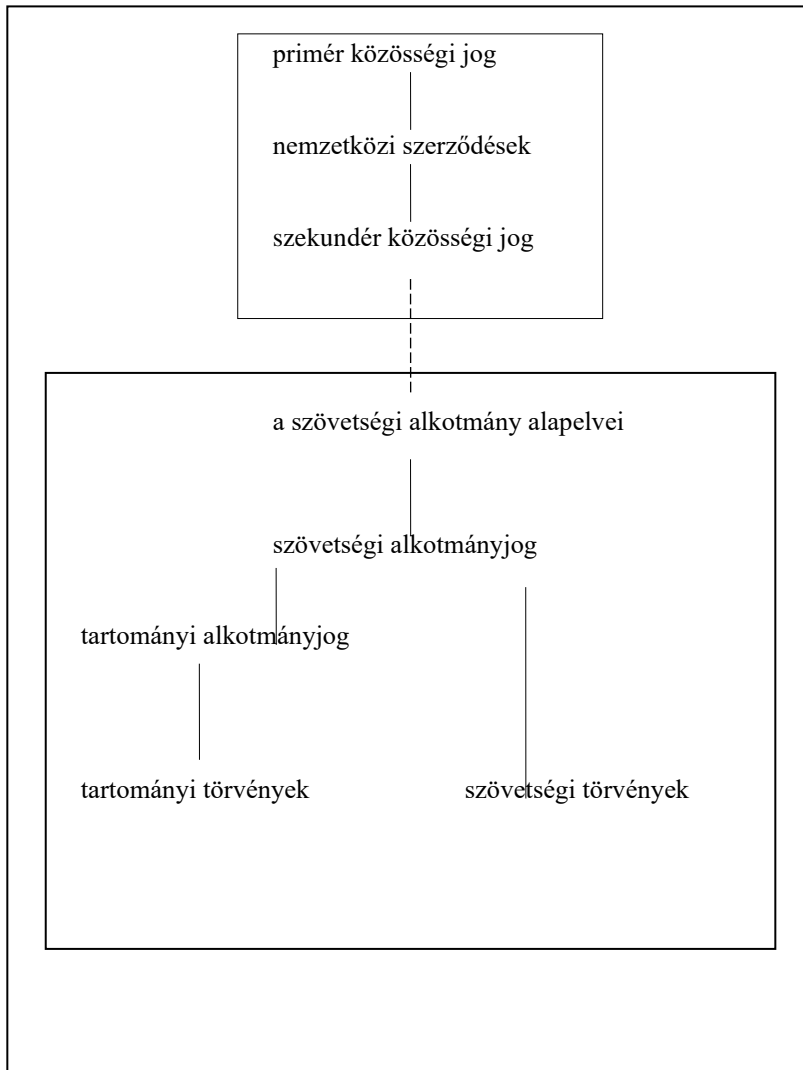 primér közösségi jog
nemzetközi szerződések
szekundér közösségi jog
a szövetségi alkotmány alapelvei
szövetségi alkotmányjog
tartományi alkotmányjog
tartományi törvények
szövetségi törvények